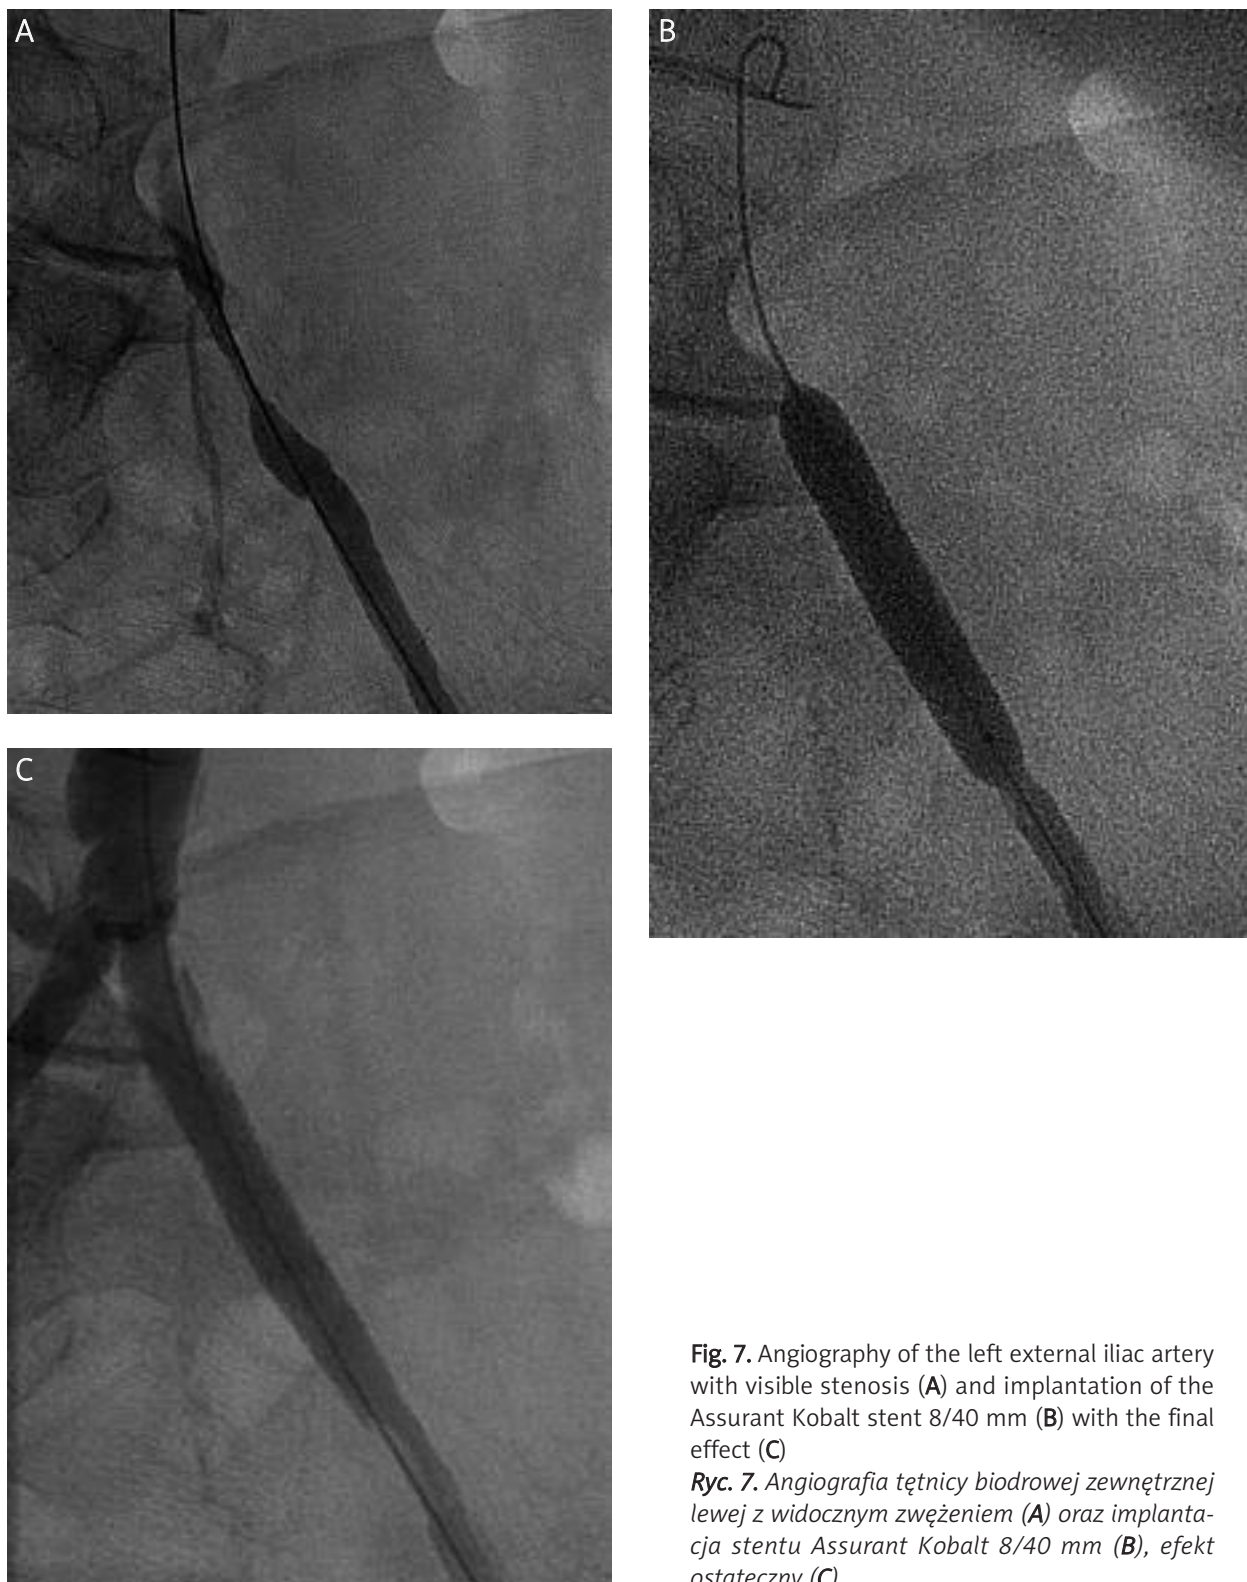 A
B
C
Fig. 7. Angiography of the left external iliac artery
with visible stenosis (A) and implantation of the
Assurant Kobalt stent 8/40 mm (B) with the final
effect (C)
Ryc. 7. Angiografia tętnicy biodrowej zewnętrznej
lewej z widocznym zwężeniem (A) oraz implanta-
cja stentu Assurant Kobalt 8/40 mm (B), efekt
ostateczny (C)